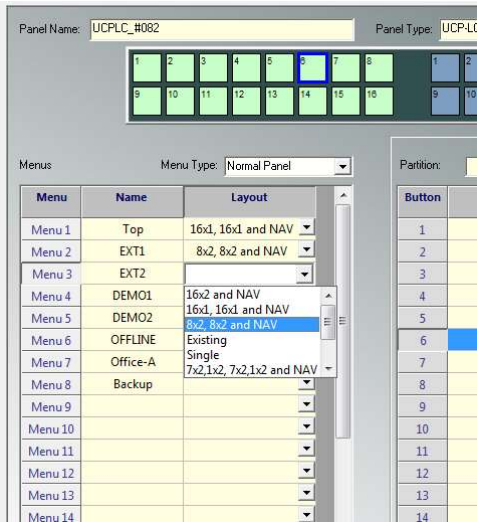 Panel Name: UCPLC_#082 Panel Type: UCP-LC
1 2 3 4 5 6 7 8 1 2
9 10 11 12 13 14 15 16 9 10
Menus Menu Type: Normal Panel Partition:
Menu Name Layout Button
Menu 1 Top 16x1, 16x1 and NAV 1
Menu 2 EXT1 8x2, 8x2 and NAV 2
Menu 3 EXT2 3
Menu 4 DEMO1 16x2 and NAV 4
16x1, 16x1 and NAV
Menu 5 DEMO2 8x2, 8x2 and NAV 5
Menu 6 OFFLINE Existing 6
Single
Menu 7 Office-A 7x2,1x2, 7x2,1x2 and NAV 7
Menu 8 Backup 8
Menu 9 9
Menu 10 10
Menu 11 11
Menu 12 12
Menu 13 13
Menu 14 14